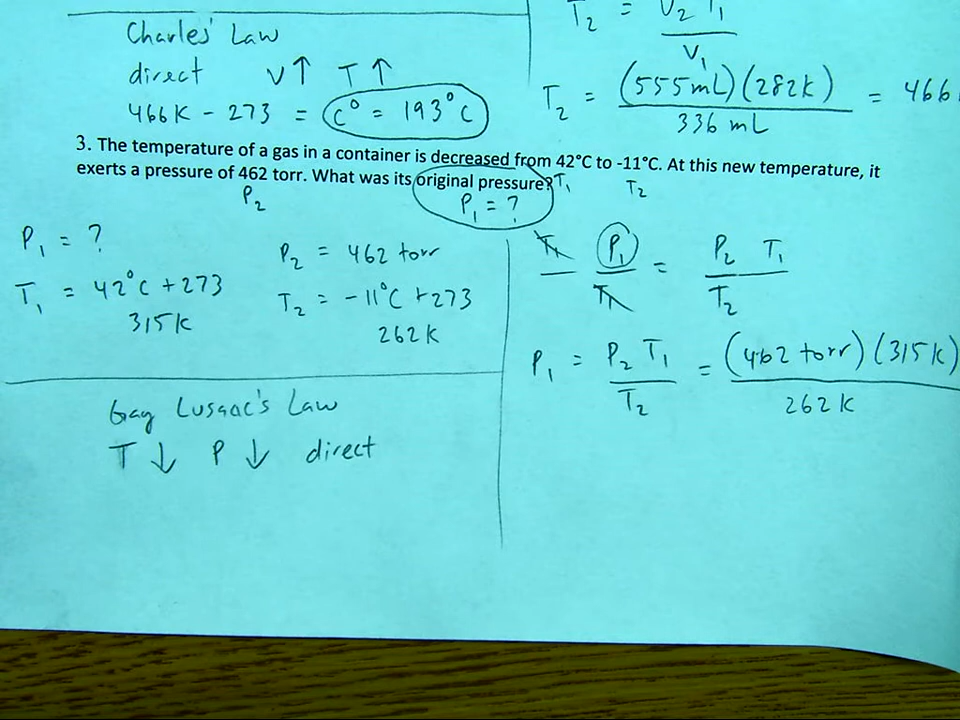 Charles' Law
direct V↑ T↑
466K - 273 = C° = 193°C
T₂ = V₂ T₁ / V₁
T₂ = (555mL)(282K) / 336 mL = 466
3. The temperature of a gas in a container is decreased from 42°C to -11°C. At this new temperature, it
exerts a pressure of 462 torr. What was its original pressure?
T₁ T₂
P₂ P₁ = ?
P₁ = ?
T₁ = 42°C + 273
315K
P₂ = 462 torr
T₂ = -11°C + 273
262K
T₁ P₁ / T₁ = P₂ T₁ / T₂
P₁ = P₂ T₁ / T₂ = (462 torr)(315K) / 262K
Gay Lussac's Law
T ↓ P ↓ direct